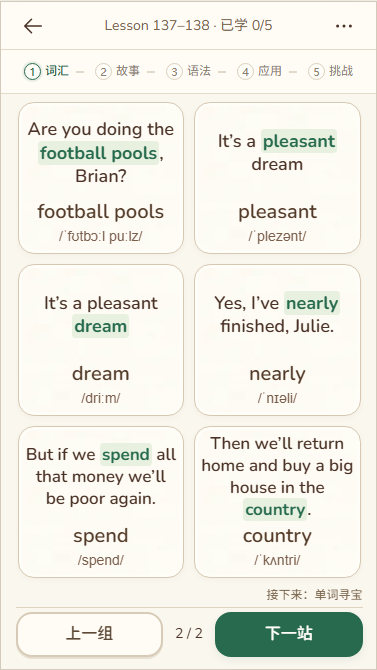 Lesson 137–138 · 已学 0/5
1 词汇 – 2 故事 – 3 语法 – 4 应用 – 5 挑战
Are you doing the
football pools,
Brian?
football pools
/ˈfʊtbɔːl puːlz/
It’s a pleasant
dream
pleasant
/ˈplezənt/
It’s a pleasant
dream
dream
/driːm/
Yes, I’ve nearly
finished, Julie.
nearly
/ˈnɪəli/
But if we spend all
that money we’ll
be poor again.
spend
/spend/
Then we’ll return
home and buy a big
house in the
country.
country
/ˈkʌntri/
接下来：单词寻宝
上一组
2 / 2
下一站